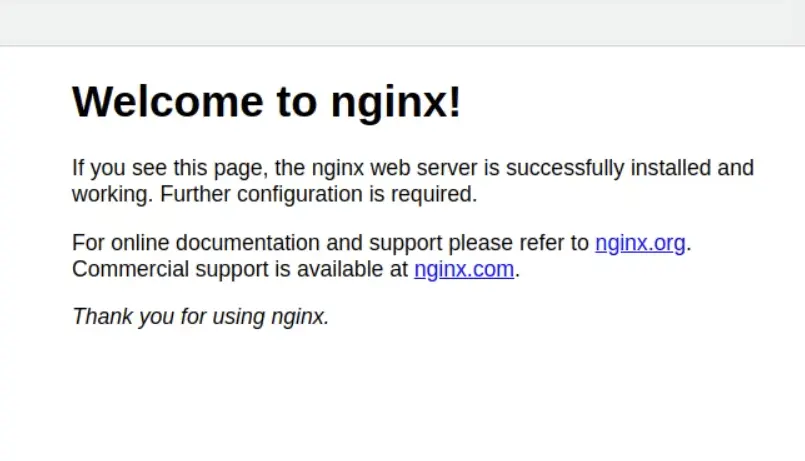 Welcome to nginx!
If you see this page, the nginx web server is successfully installed and
working. Further configuration is required.
For online documentation and support please refer to nginx.org.
Commercial support is available at nginx.com.
Thank you for using nginx.